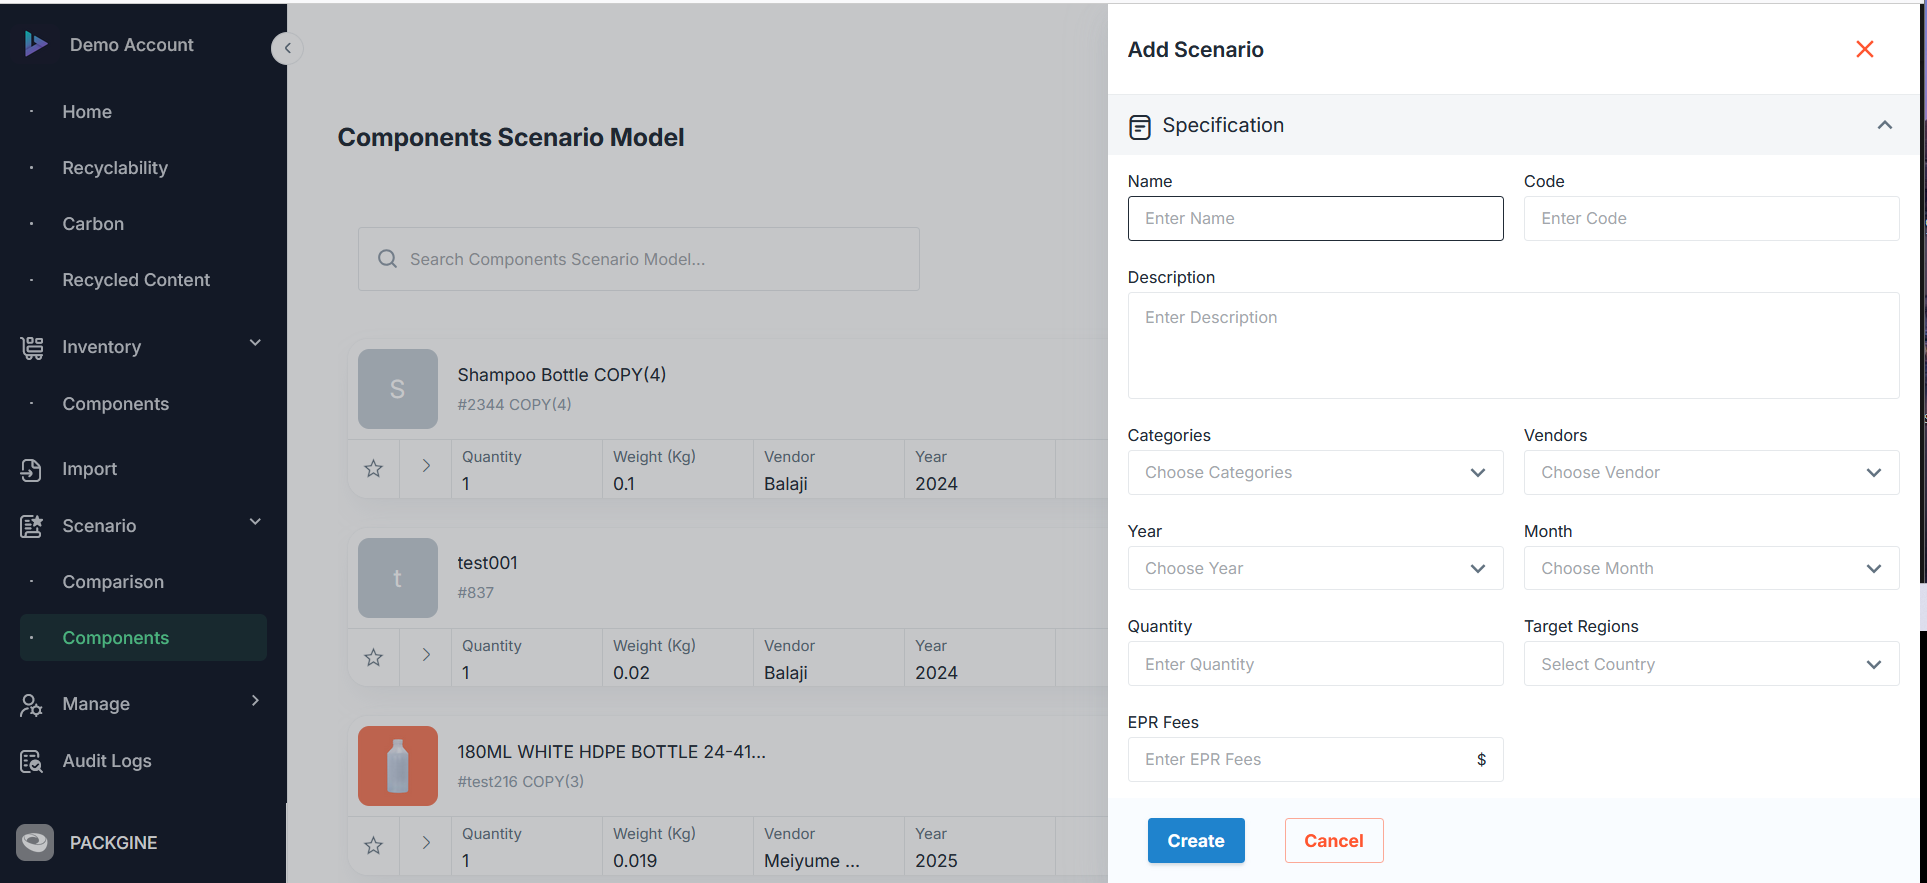 Demo Account
Home
Recyclability
Carbon
Recycled Content
Inventory
Components
Import
Scenario
Comparison
Components
Manage
Audit Logs
PACKGINE
Components Scenario Model
Search Components Scenario Model...
S
Shampoo Bottle COPY(4)
#2344 COPY(4)
Quantity Weight (Kg) Vendor Year
1 0.1 Balaji 2024
t
test001
#837
Quantity Weight (Kg) Vendor Year
1 0.02 Balaji 2024
180ML WHITE HDPE BOTTLE 24-41...
#test216 COPY(3)
Quantity Weight (Kg) Vendor Year
1 0.019 Meiyume ... 2025
Add Scenario
Specification
Name Code
Enter Name Enter Code
Description
Enter Description
Categories Vendors
Choose Categories Choose Vendor
Year Month
Choose Year Choose Month
Quantity Target Regions
Enter Quantity Select Country
EPR Fees
Enter EPR Fees $
Create Cancel